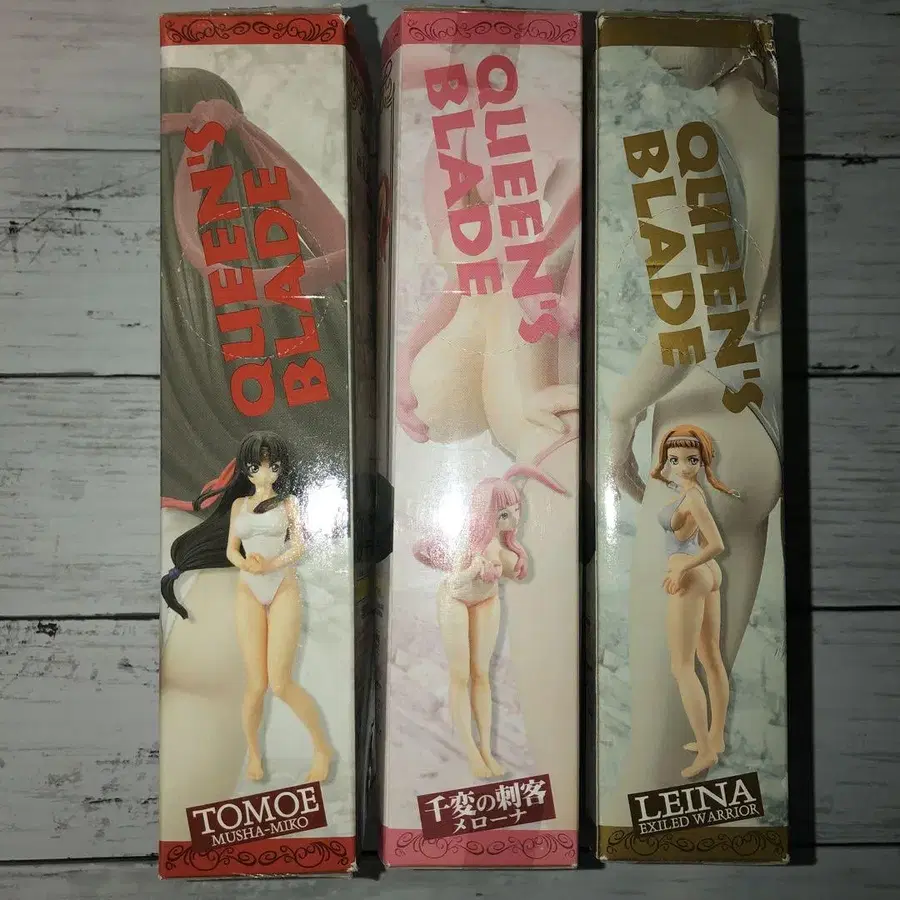 QUEEN'S
BLADE
TOMOE
MUSHA-MIKO
QUEEN'S
BLADE
千変の刺客
メローナ
QUEEN'S
BLADE
LEINA
EXILED WARRIOR